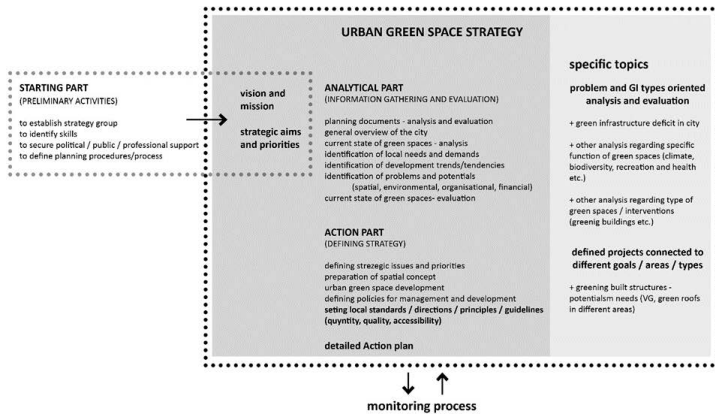 URBAN GREEN SPACE STRATEGY
STARTING PART
(PRELIMINARY ACTIVITIES)
to establish strategy group
to identify skills
to secure political / public / professional support
to define planning procedures/process
vision and
mission
strategic aims
and priorities
ANALYTICAL PART
(INFORMATION GATHERING AND EVALUATION)
planning documents - analysis and evaluation
general overview of the city
current state of green spaces - analysis
identification of local needs and demands
identification of development trends/tendencies
identification of problems and potentials
(spatial, environmental, organisational, financial)
current state of green spaces- evaluation
ACTION PART
(DEFINING STRATEGY)
defining strezegic issues and priorities
preparation of spatial concept
urban green space development
defining policies for management and development
seting local standards / directions / principles / guidelines
(quyntity, quality, accessibility)
detailed Action plan
specific topics
problem and GI types oriented
analysis and evaluation
+ green infrastructure deficit in city
+ other analysis regarding specific
function of green spaces (climate,
biodiversity, recreation and health
etc.)
+ other analysis regarding type of
green spaces / interventions
(greenig buildings etc.)
defined projects connected to
different goals / areas / types
+ greening built structures -
potentialsm needs (VG, green roofs
in different areas)
monitoring process